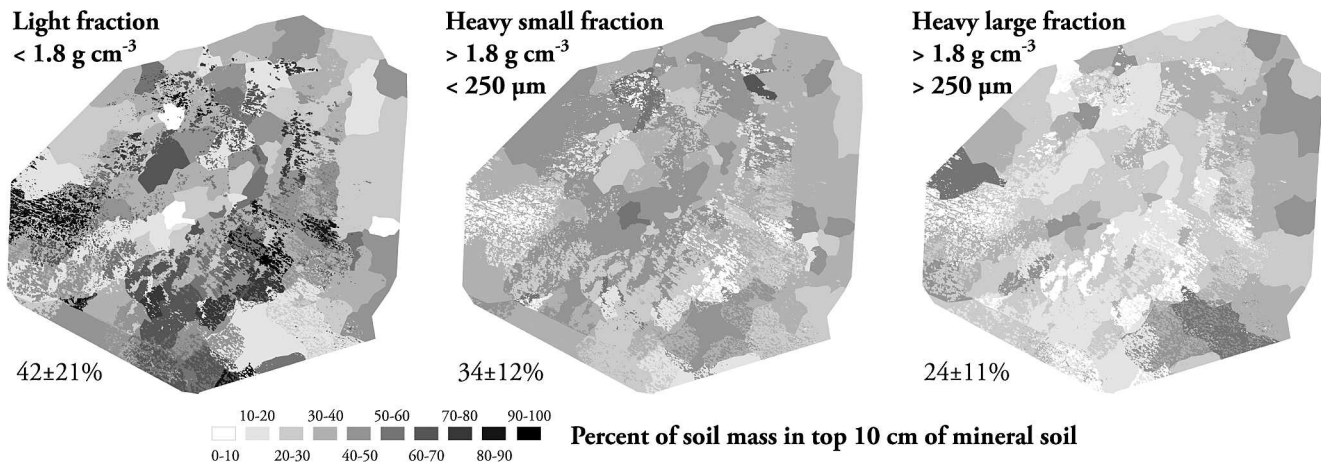 Light fraction
< 1.8 g cm⁻³
Heavy small fraction
> 1.8 g cm⁻³
< 250 µm
Heavy large fraction
> 1.8 g cm⁻³
> 250 µm
42±21%
34±12%
24±11%
10-20 30-40 50-60 70-80 90-100
0-10 20-30 40-50 60-70 80-90
Percent of soil mass in top 10 cm of mineral soil